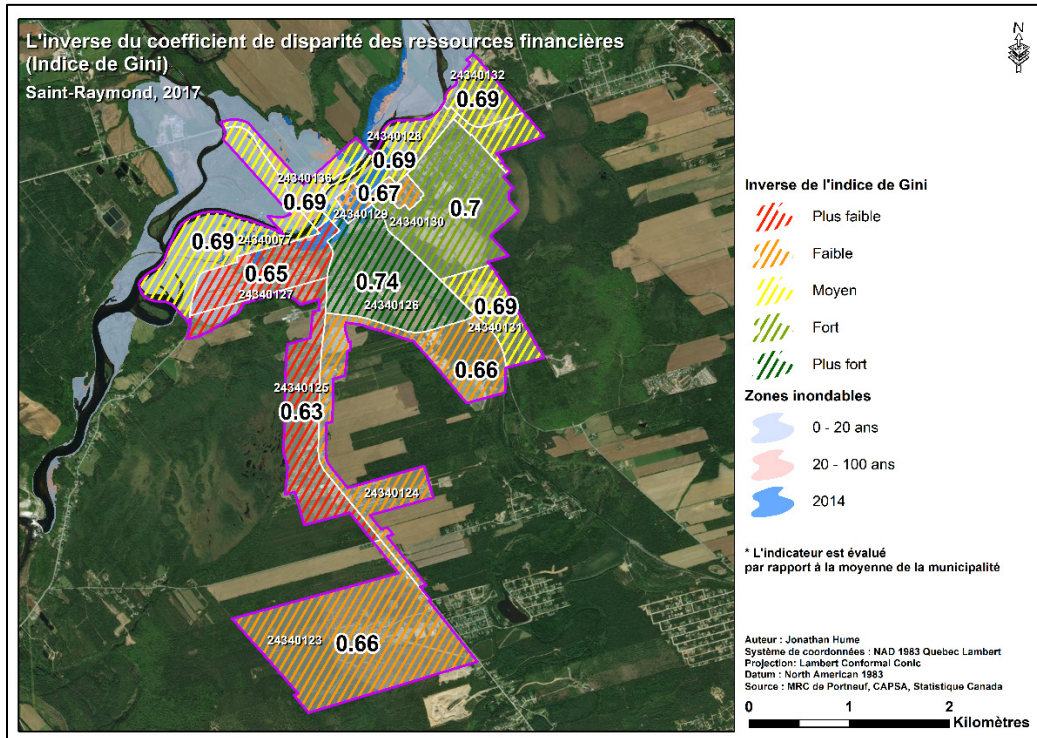 L'inverse du coefficient de disparité des ressources financières
(Indice de Gini)
Saint-Raymond, 2017
N
24340132
0.69
24340128
0.69
24340136
0.69
0.67
24340129
24340130
0.7
0.69
24340077
0.65
24340127
0.74
24340126
0.69
24340131
0.66
24340125
0.63
24340124
24340123
0.66
Inverse de l'indice de Gini
Plus faible
Faible
Moyen
Fort
Plus fort
Zones inondables
0 - 20 ans
20 - 100 ans
2014
* L'indicateur est évalué
par rapport à la moyenne de la municipalité
Auteur : Jonathan Hume
Système de coordonnées : NAD 1983 Quebec Lambert
Projection: Lambert Conformal Conic
Datum : North American 1983
Source : MRC de Portneuf, CAPSA, Statistique Canada
0 1 2
Kilomètres